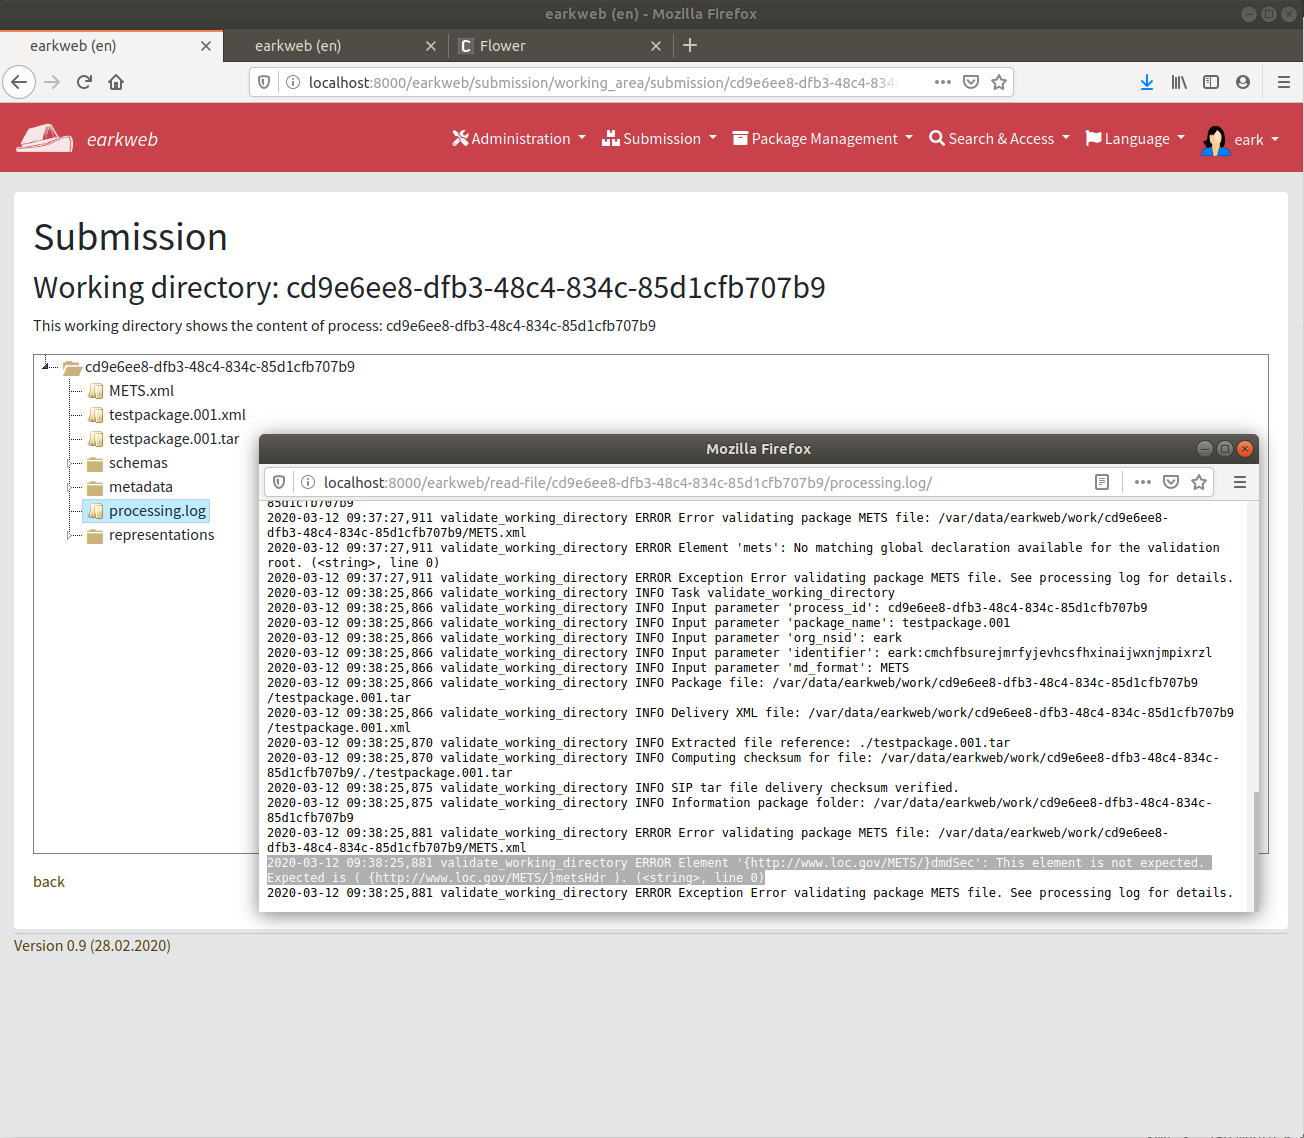 earkweb (en) - Mozilla Firefox
earkweb (en)
earkweb (en)
Flower
localhost:8000/earkweb/submission/working_area/submission/cd9e6ee8-dfb3-48c4-834c
earkweb
Administration
Submission
Package Management
Search & Access
Language
eark
Submission
Working directory: cd9e6ee8-dfb3-48c4-834c-85d1cfb707b9
This working directory shows the content of process: cd9e6ee8-dfb3-48c4-834c-85d1cfb707b9
cd9e6ee8-dfb3-48c4-834c-85d1cfb707b9
METS.xml
testpackage.001.xml
testpackage.001.tar
schemas
metadata
processing.log
representations
Mozilla Firefox
localhost:8000/earkweb/read-file/cd9e6ee8-dfb3-48c4-834c-85d1cfb707b9/processing.log/
85d1cfb707b9
2020-03-12 09:37:27,911 validate_working_directory ERROR Error validating package METS file: /var/data/earkweb/work/cd9e6ee8-
dfb3-48c4-834c-85d1cfb707b9/METS.xml
2020-03-12 09:37:27,911 validate_working_directory ERROR Element 'mets': No matching global declaration available for the validation
root. (<string>, line 0)
2020-03-12 09:37:27,911 validate_working_directory ERROR Exception Error validating package METS file. See processing log for details.
2020-03-12 09:38:25,866 validate_working_directory INFO Task validate_working_directory
2020-03-12 09:38:25,866 validate_working_directory INFO Input parameter 'process_id': cd9e6ee8-dfb3-48c4-834c-85d1cfb707b9
2020-03-12 09:38:25,866 validate_working_directory INFO Input parameter 'package_name': testpackage.001
2020-03-12 09:38:25,866 validate_working_directory INFO Input parameter 'org_nsid': eark
2020-03-12 09:38:25,866 validate_working_directory INFO Input parameter 'identifier': eark:cmchfbsurejmrfyjevhcsfhxinaijwxnjmpixrzl
2020-03-12 09:38:25,866 validate_working_directory INFO Input parameter 'md_format': METS
2020-03-12 09:38:25,866 validate_working_directory INFO Package file: /var/data/earkweb/work/cd9e6ee8-dfb3-48c4-834c-85d1cfb707b9
/testpackage.001.tar
2020-03-12 09:38:25,866 validate_working_directory INFO Delivery XML file: /var/data/earkweb/work/cd9e6ee8-dfb3-48c4-834c-85d1cfb707b9
/testpackage.001.xml
2020-03-12 09:38:25,870 validate_working_directory INFO Extracted file reference: ./testpackage.001.tar
2020-03-12 09:38:25,870 validate_working_directory INFO Computing checksum for file: /var/data/earkweb/work/cd9e6ee8-dfb3-48c4-834c-
85d1cfb707b9/./testpackage.001.tar
2020-03-12 09:38:25,875 validate_working_directory INFO SIP tar file delivery checksum verified.
2020-03-12 09:38:25,875 validate_working_directory INFO Information package folder: /var/data/earkweb/work/cd9e6ee8-dfb3-48c4-834c-
85d1cfb707b9
2020-03-12 09:38:25,881 validate_working_directory ERROR Error validating package METS file: /var/data/earkweb/work/cd9e6ee8-
dfb3-48c4-834c-85d1cfb707b9/METS.xml
2020-03-12 09:38:25,881 validate_working_directory ERROR Element '{http://www.loc.gov/METS/}dmdSec': This element is not expected.
Expected is ( {http://www.loc.gov/METS/}metsHdr ). (<string>, line 0)
2020-03-12 09:38:25,881 validate_working_directory ERROR Exception Error validating package METS file. See processing log for details.
back
Version 0.9 (28.02.2020)